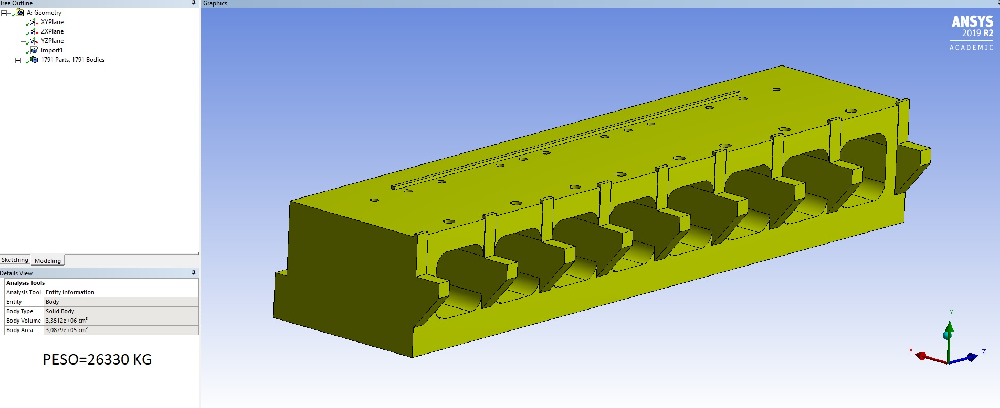 Tree Outline
A: Geometry
XYPlane
ZXPlane
YZPlane
Import1
1791 Parts, 1791 Bodies
Sketching Modeling
Details View
Analysis Tools
Analysis Tool Entity Information
Entity Body
Body Type Solid Body
Body Volume 3,3512e+06 cm³
Body Area 3,0879e+05 cm²
PESO=26330 KG
Graphics
ANSYS
2019 R2
ACADEMIC
Y
X
Z